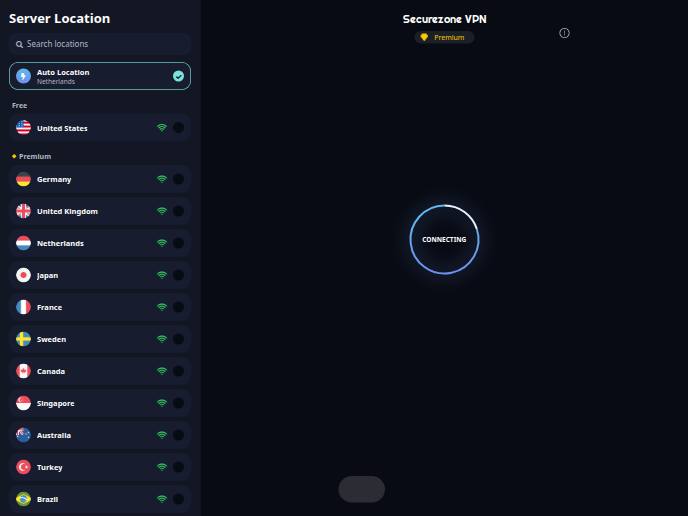 Server Location
Search locations
Auto Location
Netherlands
Free
United States
Premium
Germany
United Kingdom
Netherlands
Japan
France
Sweden
Canada
Singapore
Australia
Turkey
Brazil
Securezone VPN
Premium
CONNECTING